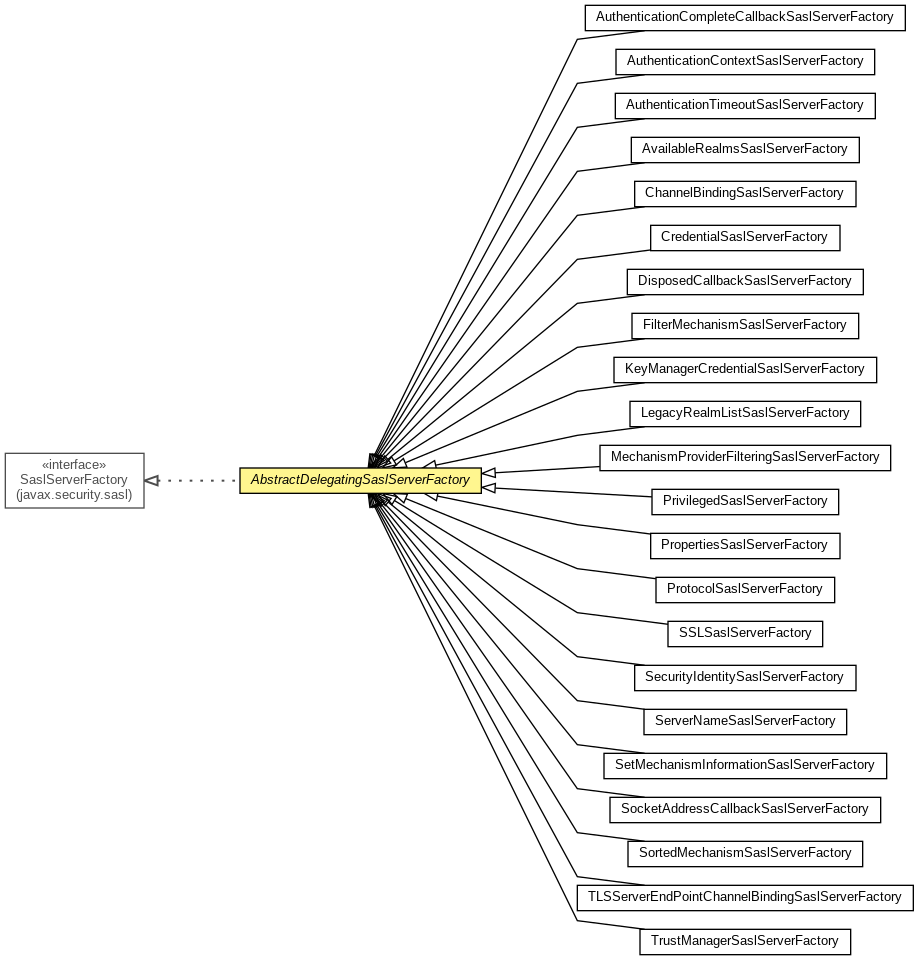 AuthenticationCompleteCallbackSaslServerFactory
AuthenticationContextSaslServerFactory
AuthenticationTimeoutSaslServerFactory
AvailableRealmsSaslServerFactory
ChannelBindingSaslServerFactory
CredentialSaslServerFactory
DisposedCallbackSaslServerFactory
FilterMechanismSaslServerFactory
KeyManagerCredentialSaslServerFactory
LegacyRealmListSaslServerFactory
MechanismProviderFilteringSaslServerFactory
«interface»
SaslServerFactory
(javax.security.sasl)
AbstractDelegatingSaslServerFactory
PrivilegedSaslServerFactory
PropertiesSaslServerFactory
ProtocolSaslServerFactory
SSLSaslServerFactory
SecurityIdentitySaslServerFactory
ServerNameSaslServerFactory
SetMechanismInformationSaslServerFactory
SocketAddressCallbackSaslServerFactory
SortedMechanismSaslServerFactory
TLSServerEndPointChannelBindingSaslServerFactory
TrustManagerSaslServerFactory